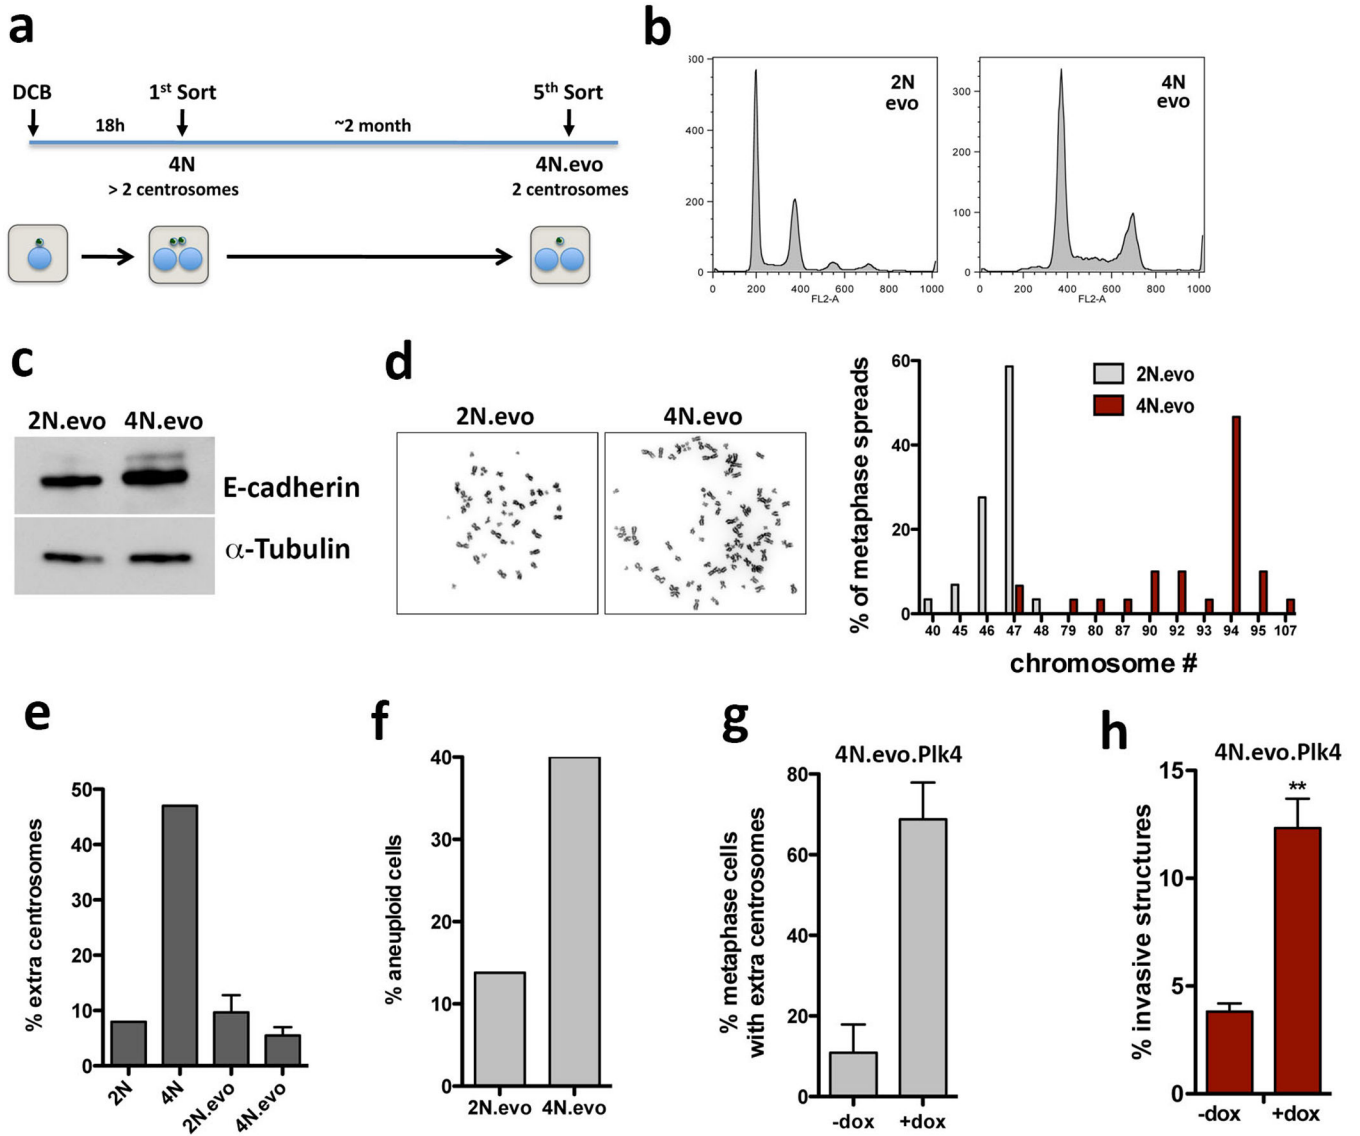 a
DCB
1st Sort
5th Sort
18h
~2 month
4N
> 2 centrosomes
4N.evo
2 centrosomes
b
600
400
200
0
0 200 400 600 800 1000
FL2-A
2N
evo
300
200
100
0
0 200 400 600 800 1000
FL2-A
4N
evo
c
2N.evo 4N.evo
E-cadherin
α-Tubulin
d
2N.evo
4N.evo
% of metaphase spreads
60
40
20
0
2N.evo
4N.evo
40 45 46 47 48 79 80 87 90 92 93 94 95 107
chromosome #
e
% extra centrosomes
50
40
30
20
10
0
2N 4N 2N.evo 4N.evo
f
% aneuploid cells
40
30
20
10
0
2N.evo 4N.evo
g
4N.evo.Plk4
% metaphase cells
with extra centrosomes
80
60
40
20
0
-dox +dox
h
4N.evo.Plk4
% invasive structures
15
10
5
0
**
-dox +dox